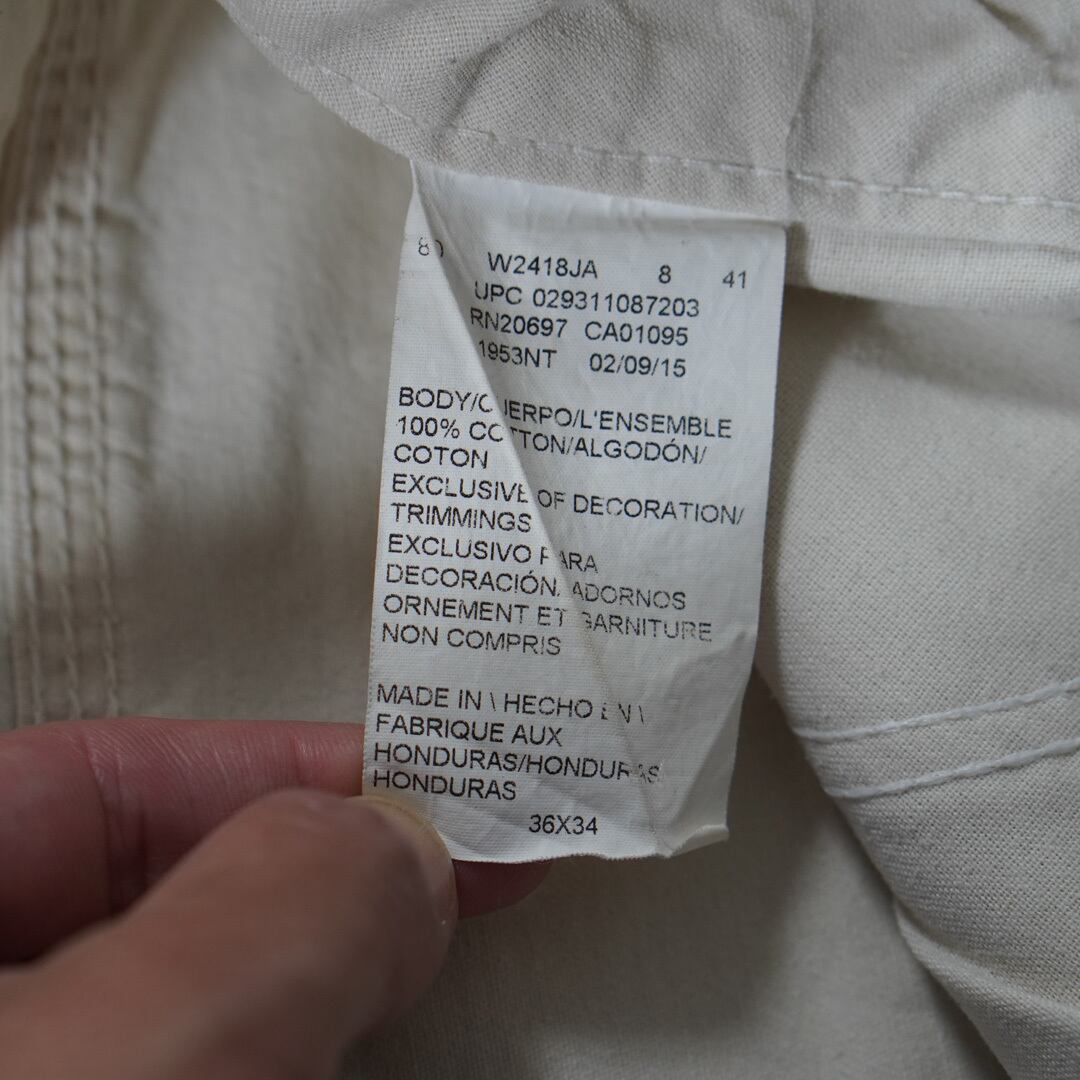 80 W2418JA 8 41
UPC 029311087203
RN20697 CA01095
1953NT 02/09/15
BODY/CUERPO/L'ENSEMBLE
100% COTTON/ALGODÓN/
COTON
EXCLUSIVE OF DECORATION/
TRIMMINGS
EXCLUSIVO PARA
DECORACIÓN, ADORNOS
ORNEMENT ET GARNITURE
NON COMPRIS
MADE IN \ HECHO EN \
FABRIQUE AUX
HONDURAS/HONDURAS
HONDURAS
36X34